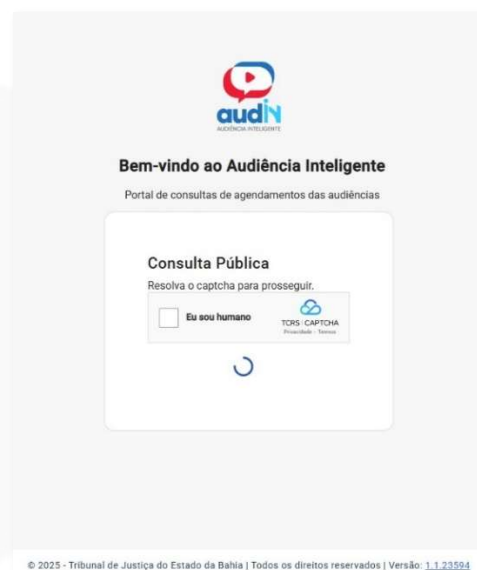 audiN
AUDIÊNCIA INTELIGENTE
Bem-vindo ao Audiência Inteligente
Portal de consultas de agendamentos das audiências
Consulta Pública
Resolva o captcha para prosseguir.
Eu sou humano
TCRS | CAPTCHA
Privacidade - Termos
© 2025 - Tribunal de Justiça do Estado da Bahia | Todos os direitos reservados | Versão: 1.1.23594